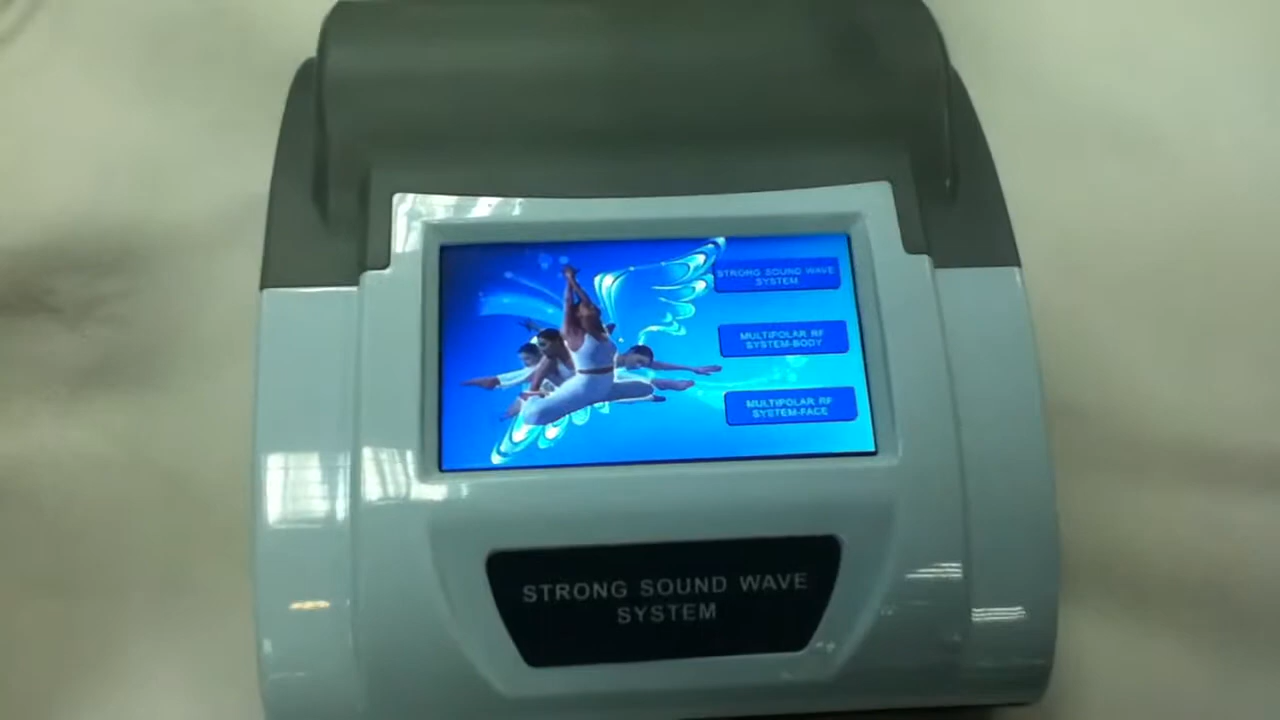 STRONG SOUND WAVE
SYSTEM
MULTIPOLAR RF
SYSTEM-BODY
MULTIPOLAR RF
SYSTEM-FACE
STRONG SOUND WAVE
SYSTEM